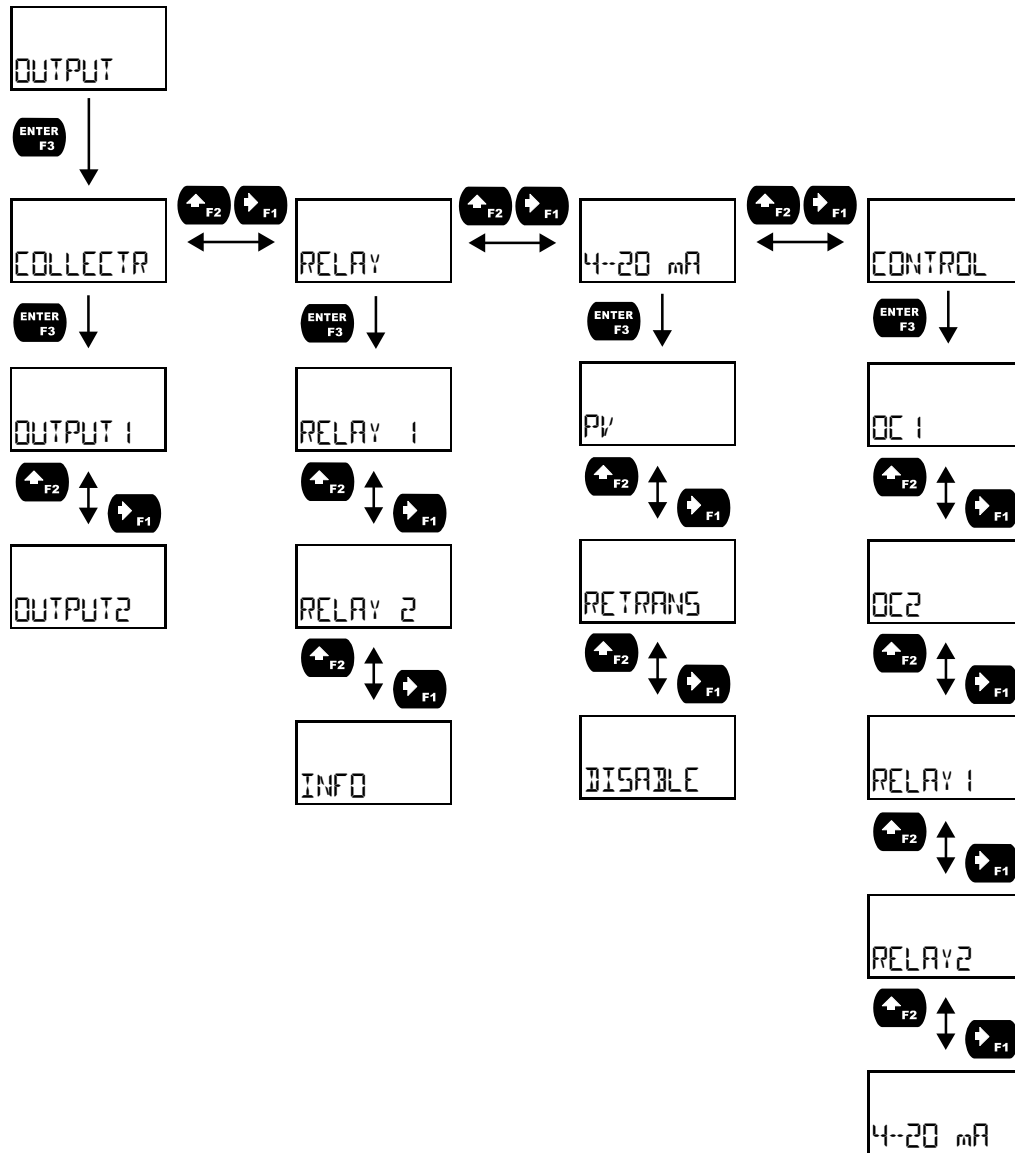 OUTPUT
ENTER
F3
F2 F1 F2 F1 F2 F1
COLLECTR RELAY 4--20 mA CONTROL
ENTER ENTER ENTER ENTER
F3 F3 F3 F3
OUTPUT 1 RELAY 1 PV OC 1
F2 F2 F2 F2
F1 F1 F1 F1
OUTPUT2 RELAY 2 RETRANS OC2
F2 F2 F2
F1 F1 F1
INFO DISABLE RELAY 1
F2
F1
RELAY2
F2
F1
4--20 mA